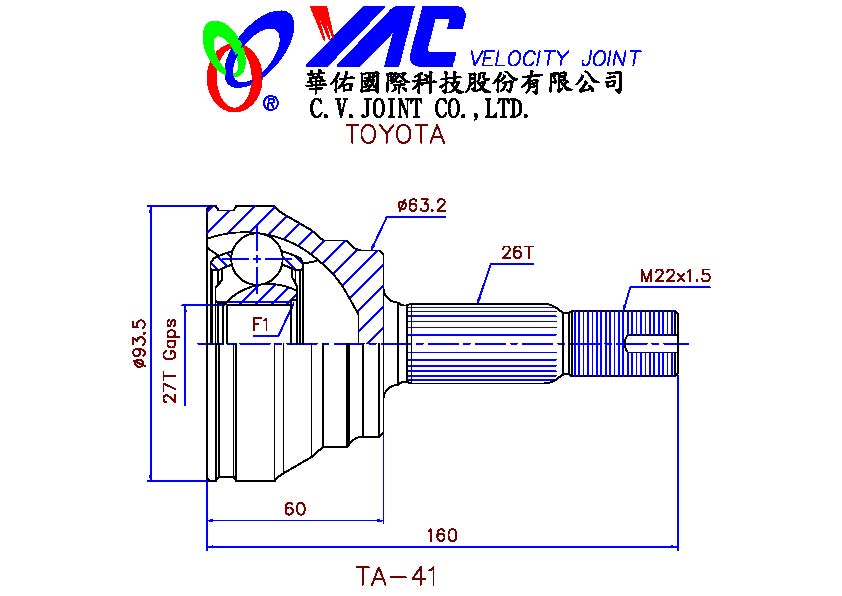 YAC VELOCITY JOINT
®
華佑國際科技股份有限公司
C.V.JOINT CO.,LTD.
TOYOTA
ø63.2
26T
M22x1.5
F1
ø93.5
27T Gaps
60
160
TA-41